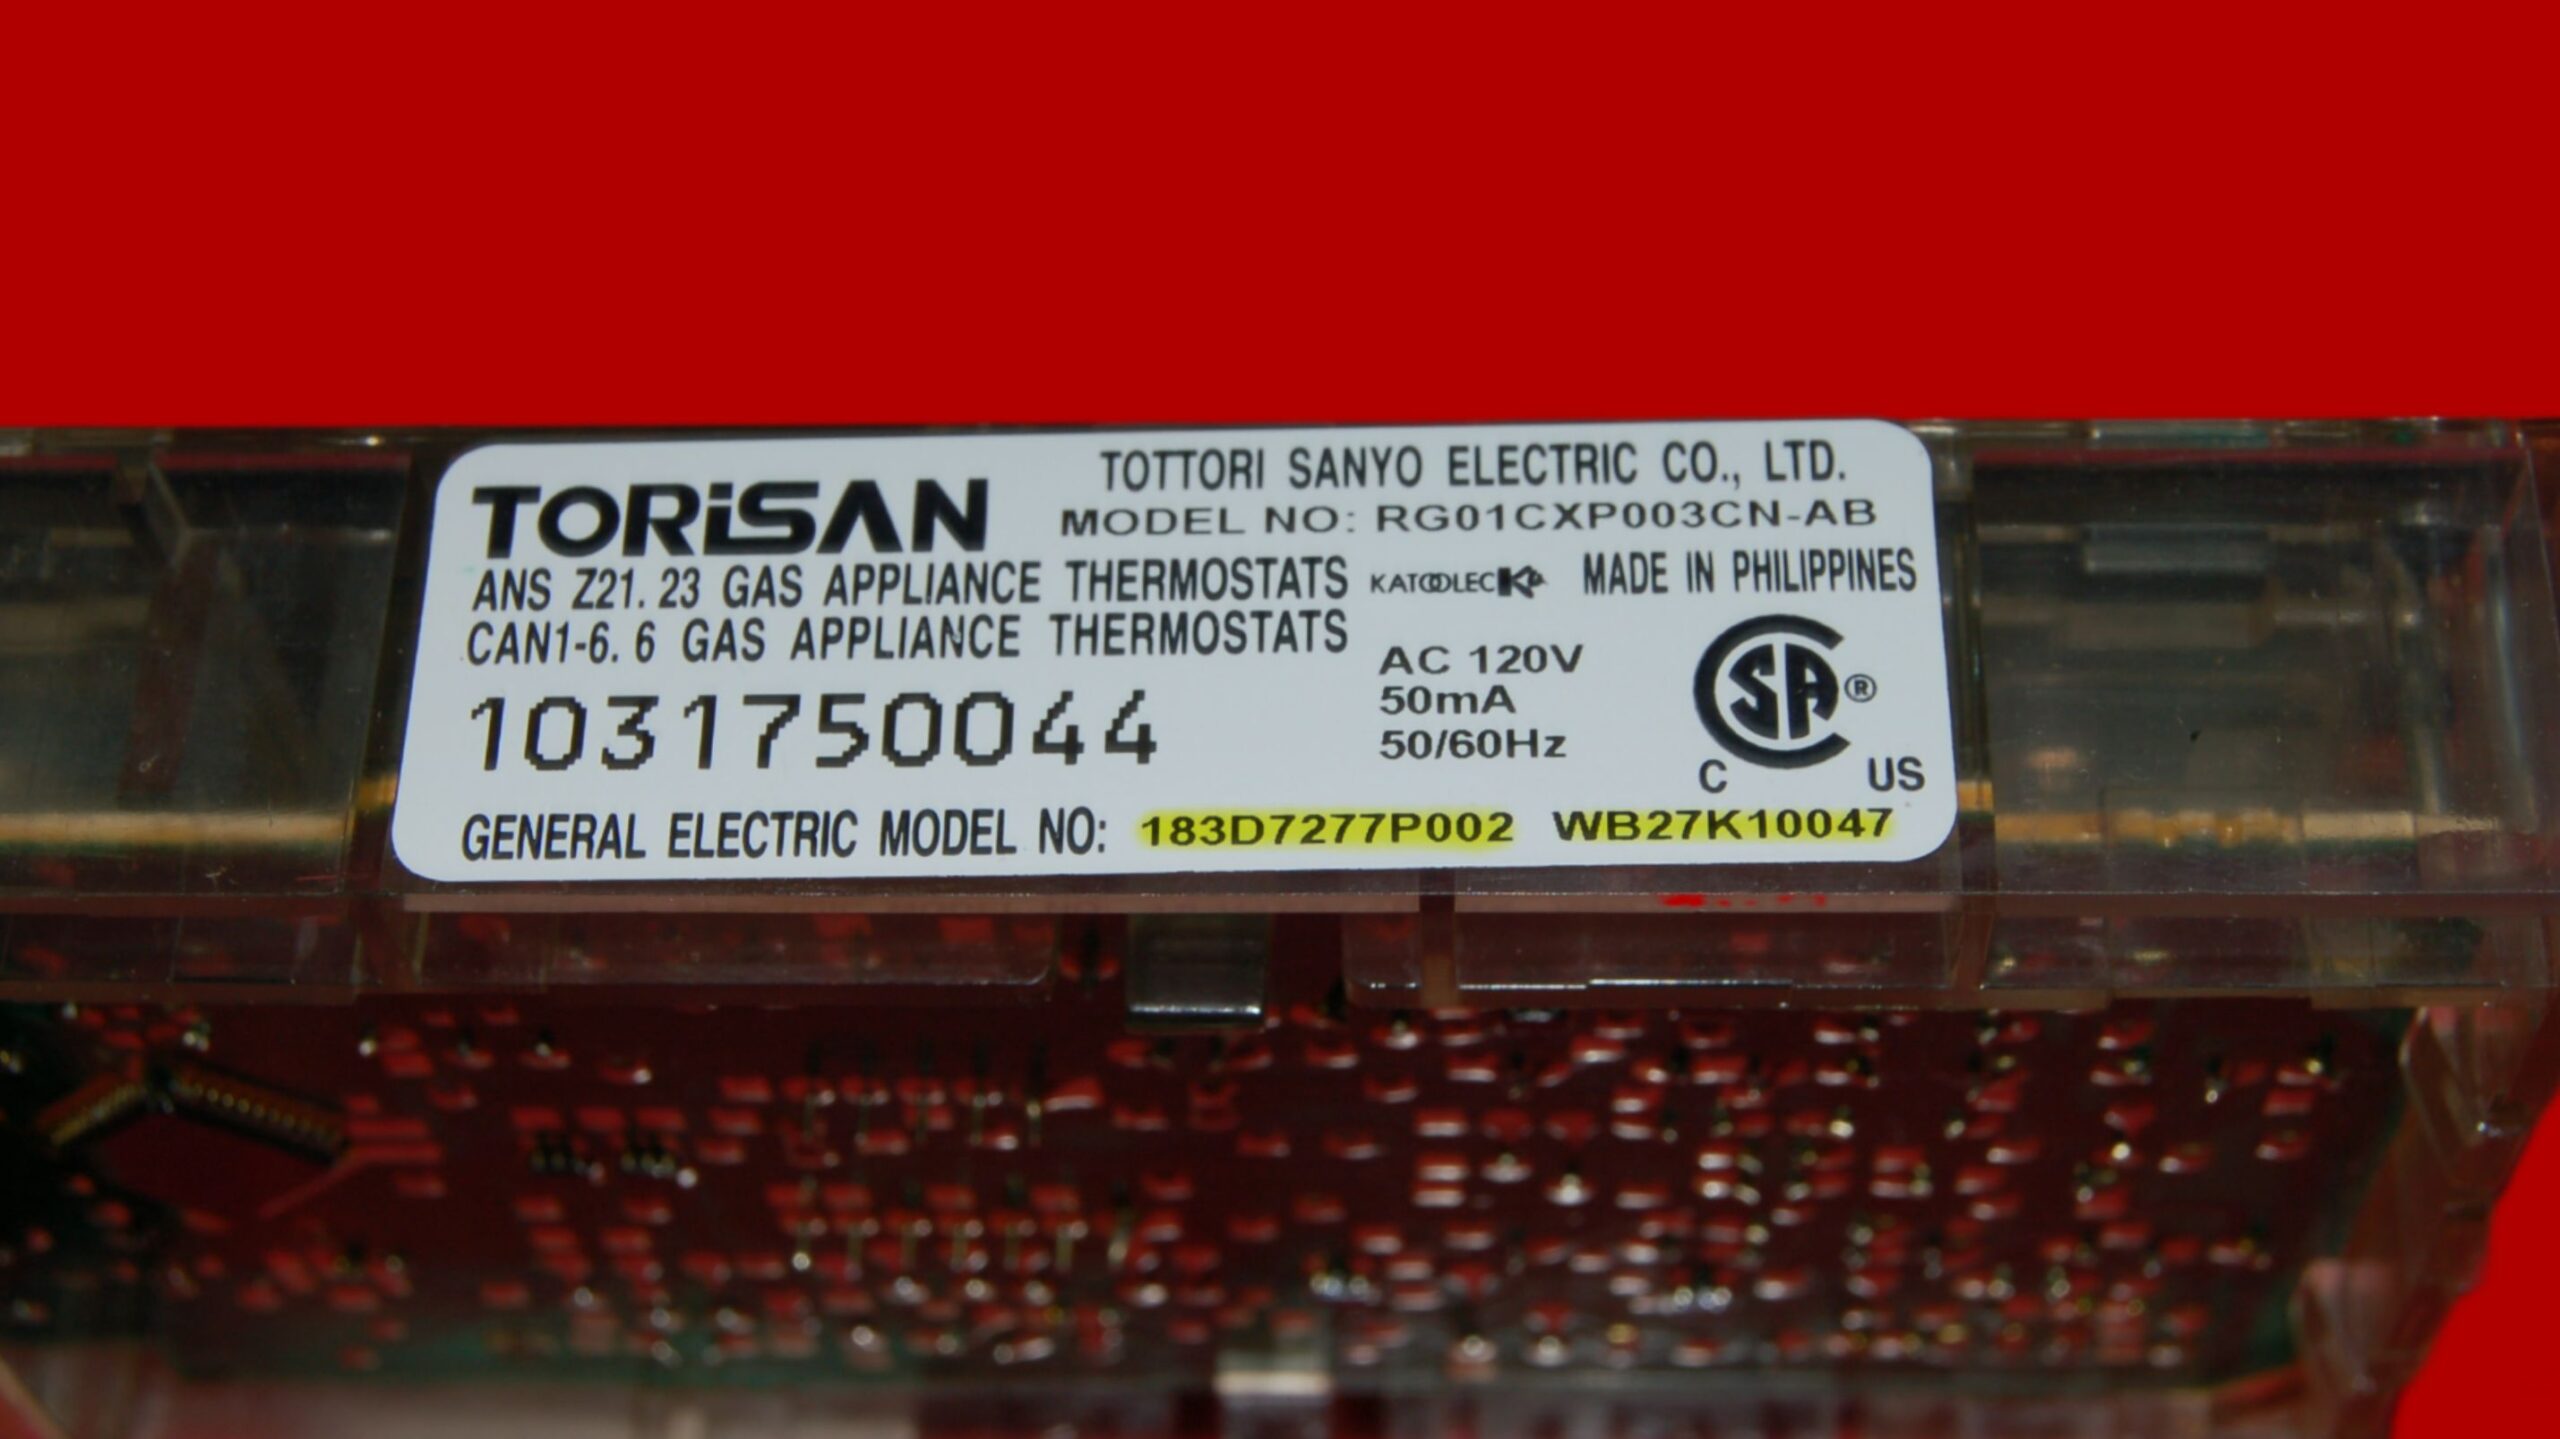 TORiSAN
TOTTORI SANYO ELECTRIC CO., LTD.
MODEL NO: RG01CXP003CN-AB
ANS Z21.23 GAS APPLIANCE THERMOSTATS
KATOOLEC
MADE IN PHILIPPINES
CAN1-6.6 GAS APPLIANCE THERMOSTATS
1031750044
AC 120V
50mA
50/60Hz
SA®
C US
GENERAL ELECTRIC MODEL NO: 183D7277P002 WB27K10047